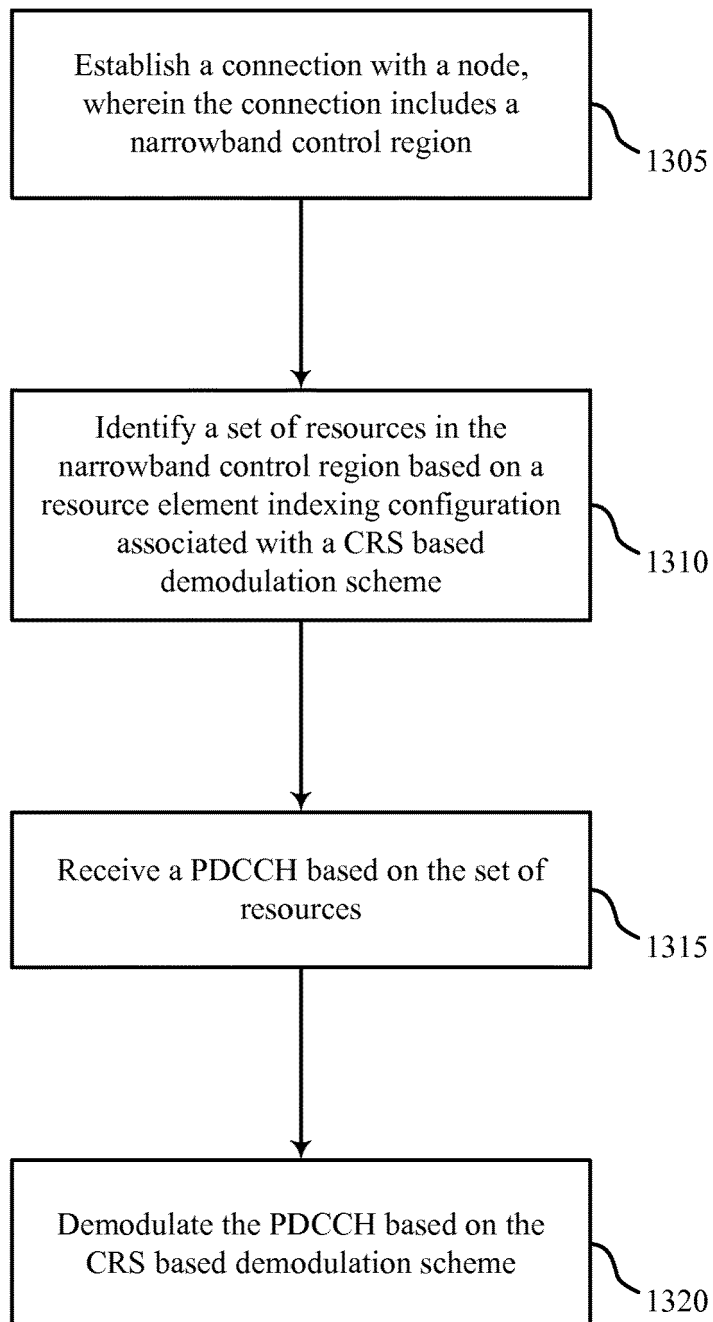 Establish a connection with a node,
wherein the connection includes a
narrowband control region
1305
Identify a set of resources in the
narrowband control region based on a
resource element indexing configuration
associated with a CRS based
demodulation scheme
1310
Receive a PDCCH based on the set of
resources
1315
Demodulate the PDCCH based on the
CRS based demodulation scheme
1320